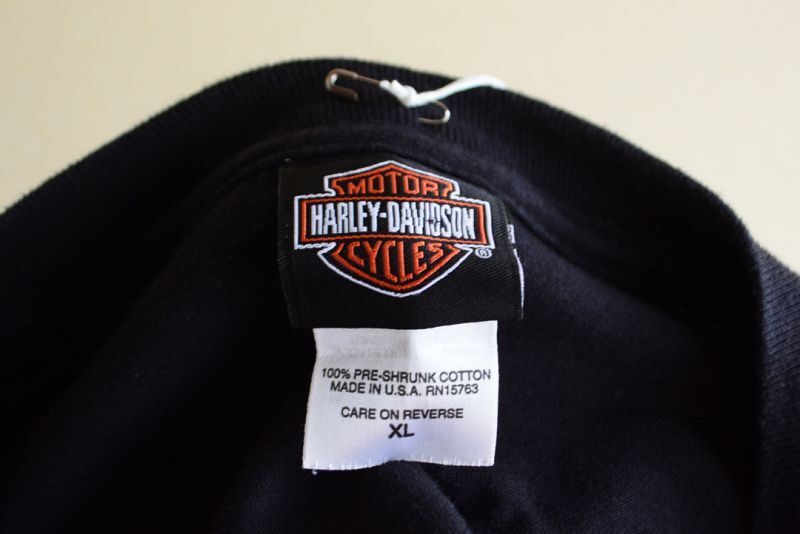 MOTOR
HARLEY-DAVIDSON
CYCLES
®
100% PRE-SHRUNK COTTON
MADE IN U.S.A. RN15763
CARE ON REVERSE
XL